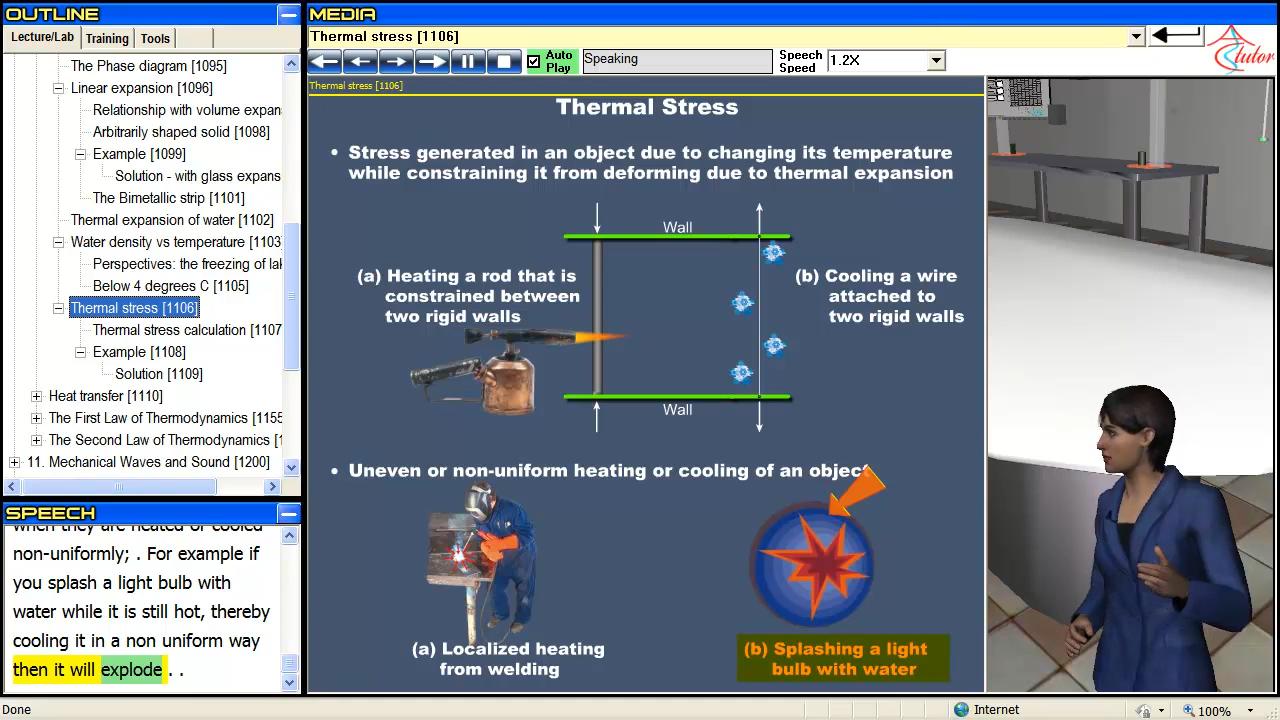 OUTLINE
Lecture/Lab
Training
Tools
The Phase diagram [1095]
Linear expansion [1096]
Relationship with volume expan
Arbitrarily shaped solid [1098]
Example [1099]
Solution - with glass expans
The Bimetallic strip [1101]
Thermal expansion of water [1102]
Water density vs temperature [1103
Perspectives: the freezing of lal
Below 4 degrees C [1105]
Thermal stress [1106]
Thermal stress calculation [1107
Example [1108]
Solution [1109]
Heat transfer [1110]
The First Law of Thermodynamics [1155
The Second Law of Thermodynamics [1
11. Mechanical Waves and Sound [1200]
SPEECH
when they are heated or cooled
non-uniformly; . For example if
you splash a light bulb with
water while it is still hot, thereby
cooling it in a non uniform way
then it will explode . .
MEDIA
Thermal stress [1106]
Auto
Play
Speaking
Speech
Speed
1.2X
tutor
Thermal stress [1106]
Thermal Stress
• Stress generated in an object due to changing its temperature
while constraining it from deforming due to thermal expansion
Wall
(a) Heating a rod that is
constrained between
two rigid walls
(b) Cooling a wire
attached to
two rigid walls
Wall
• Uneven or non-uniform heating or cooling of an object
(a) Localized heating
from welding
(b) Splashing a light
bulb with water
Done
Internet
100%